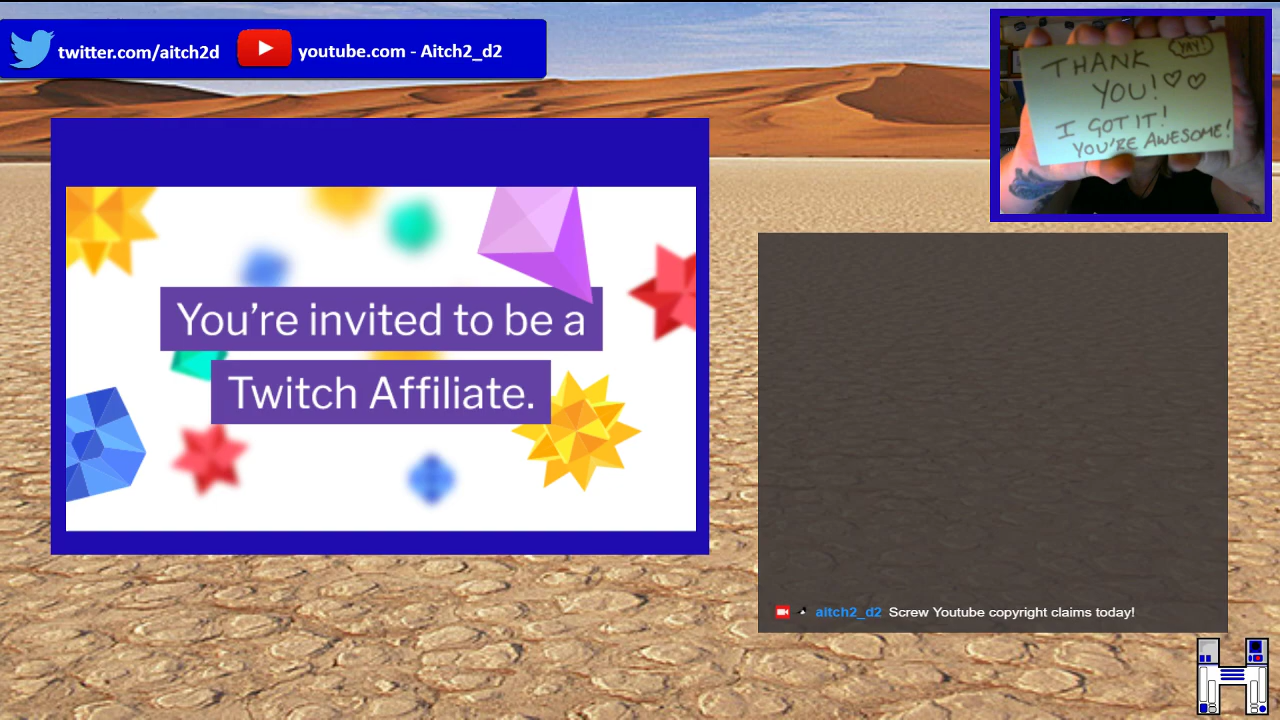 twitter.com/aitch2d
youtube.com - Aitch2_d2
THANK
YAY!
YOU!
I GOT IT!
YOU'RE AWESOME!
You’re invited to be a
Twitch Affiliate.
aitch2_d2 Screw Youtube copyright claims today!